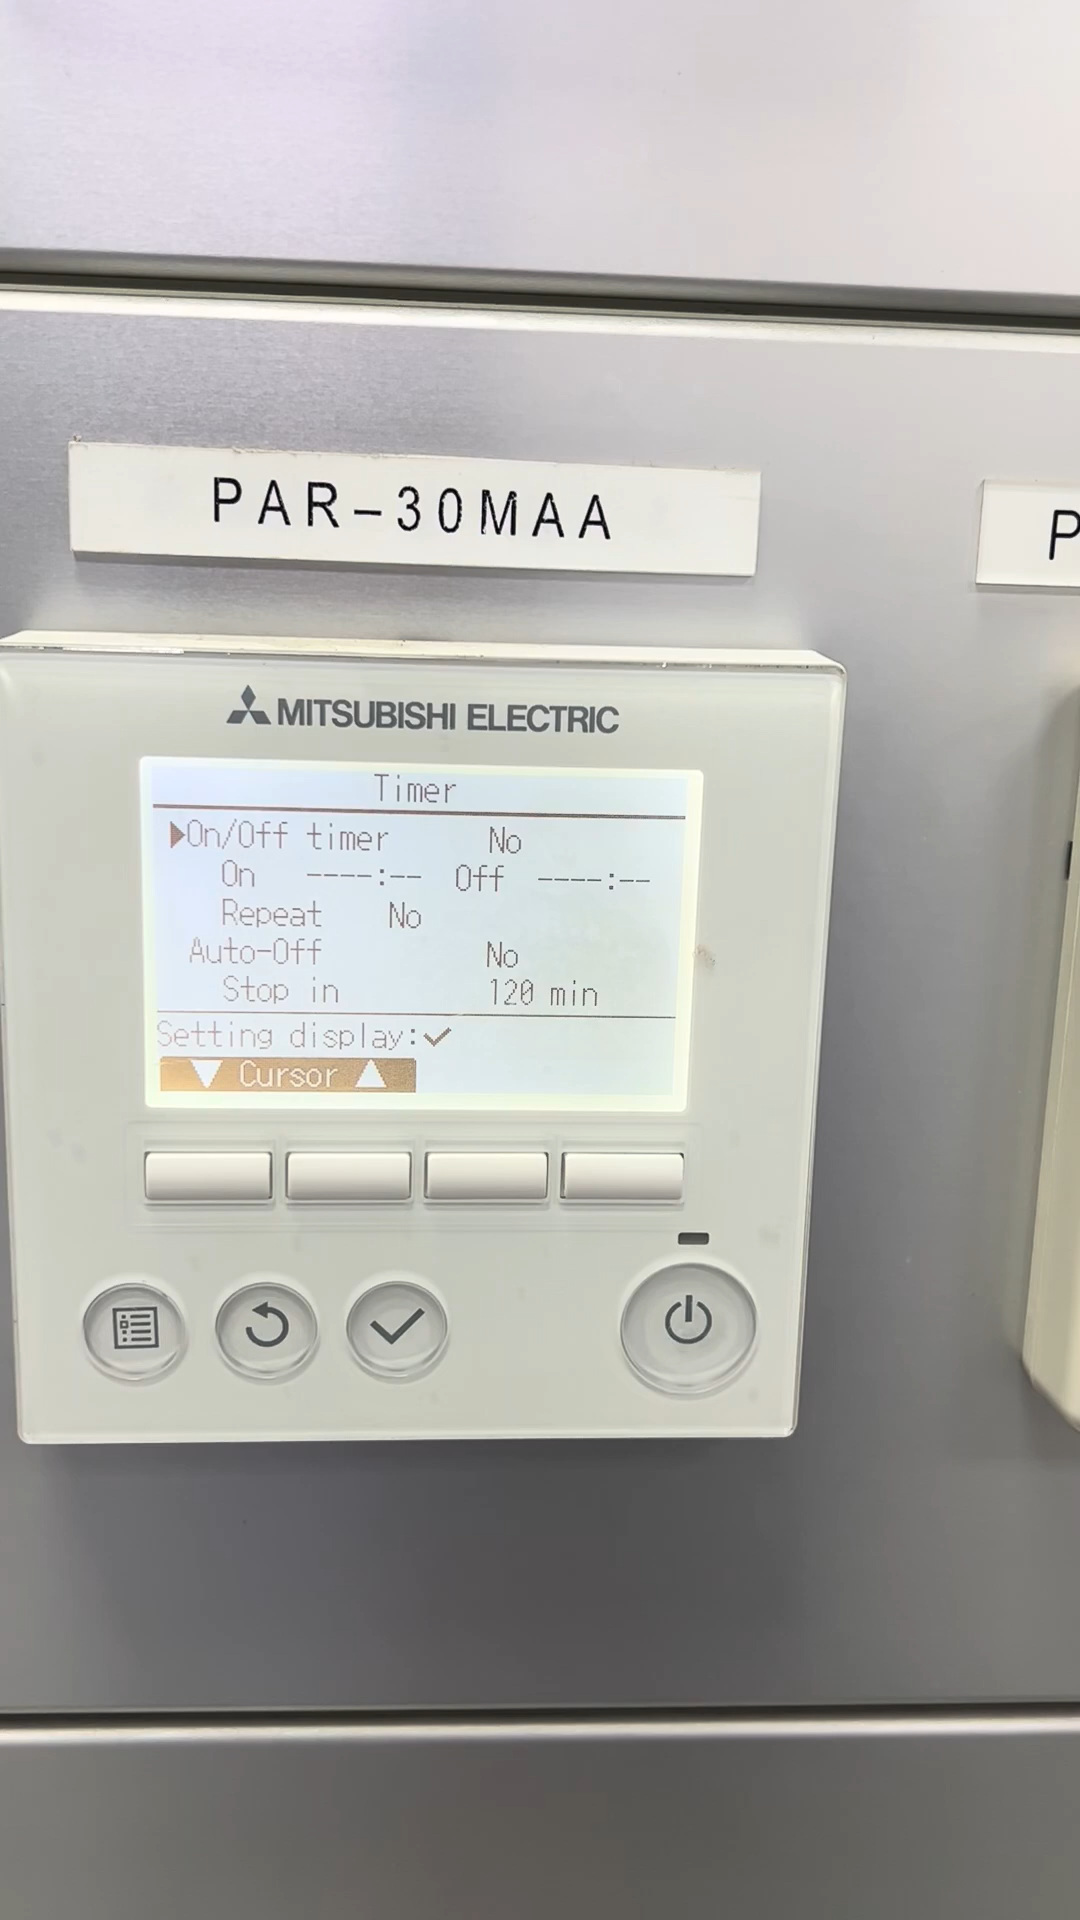 PAR-30MAA
P
MITSUBISHI ELECTRIC
Timer
▶On/Off timer No
On ----:-- Off ----:--
Repeat No
Auto-Off No
Stop in 120 min
Setting display:✓
▼ Cursor ▲